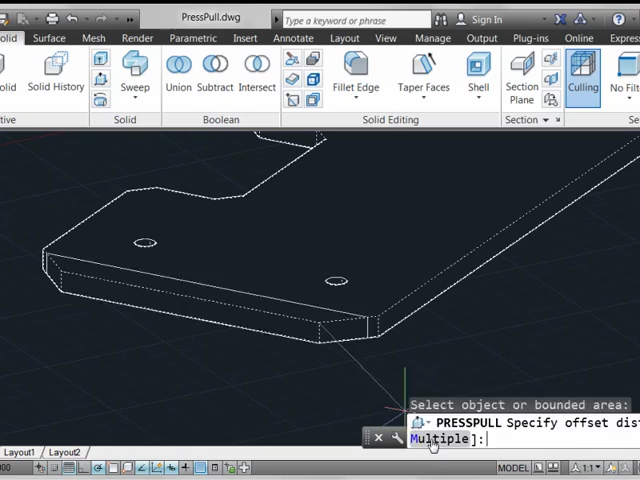 PressPull.dwg
Type a keyword or phrase
Sign In
Solid Surface Mesh Render Parametric Insert Annotate Layout View Manage Output Plug-ins Online
Solid History
Sweep
Union
Subtract
Intersect
Fillet Edge
Taper Faces
Shell
Section
Plane
Culling
Solid
Boolean
Solid Editing
Section
Select object or bounded area:
PRESSPULL Specify offset
Multiple]:
Layout1 Layout2
MODEL
1:1